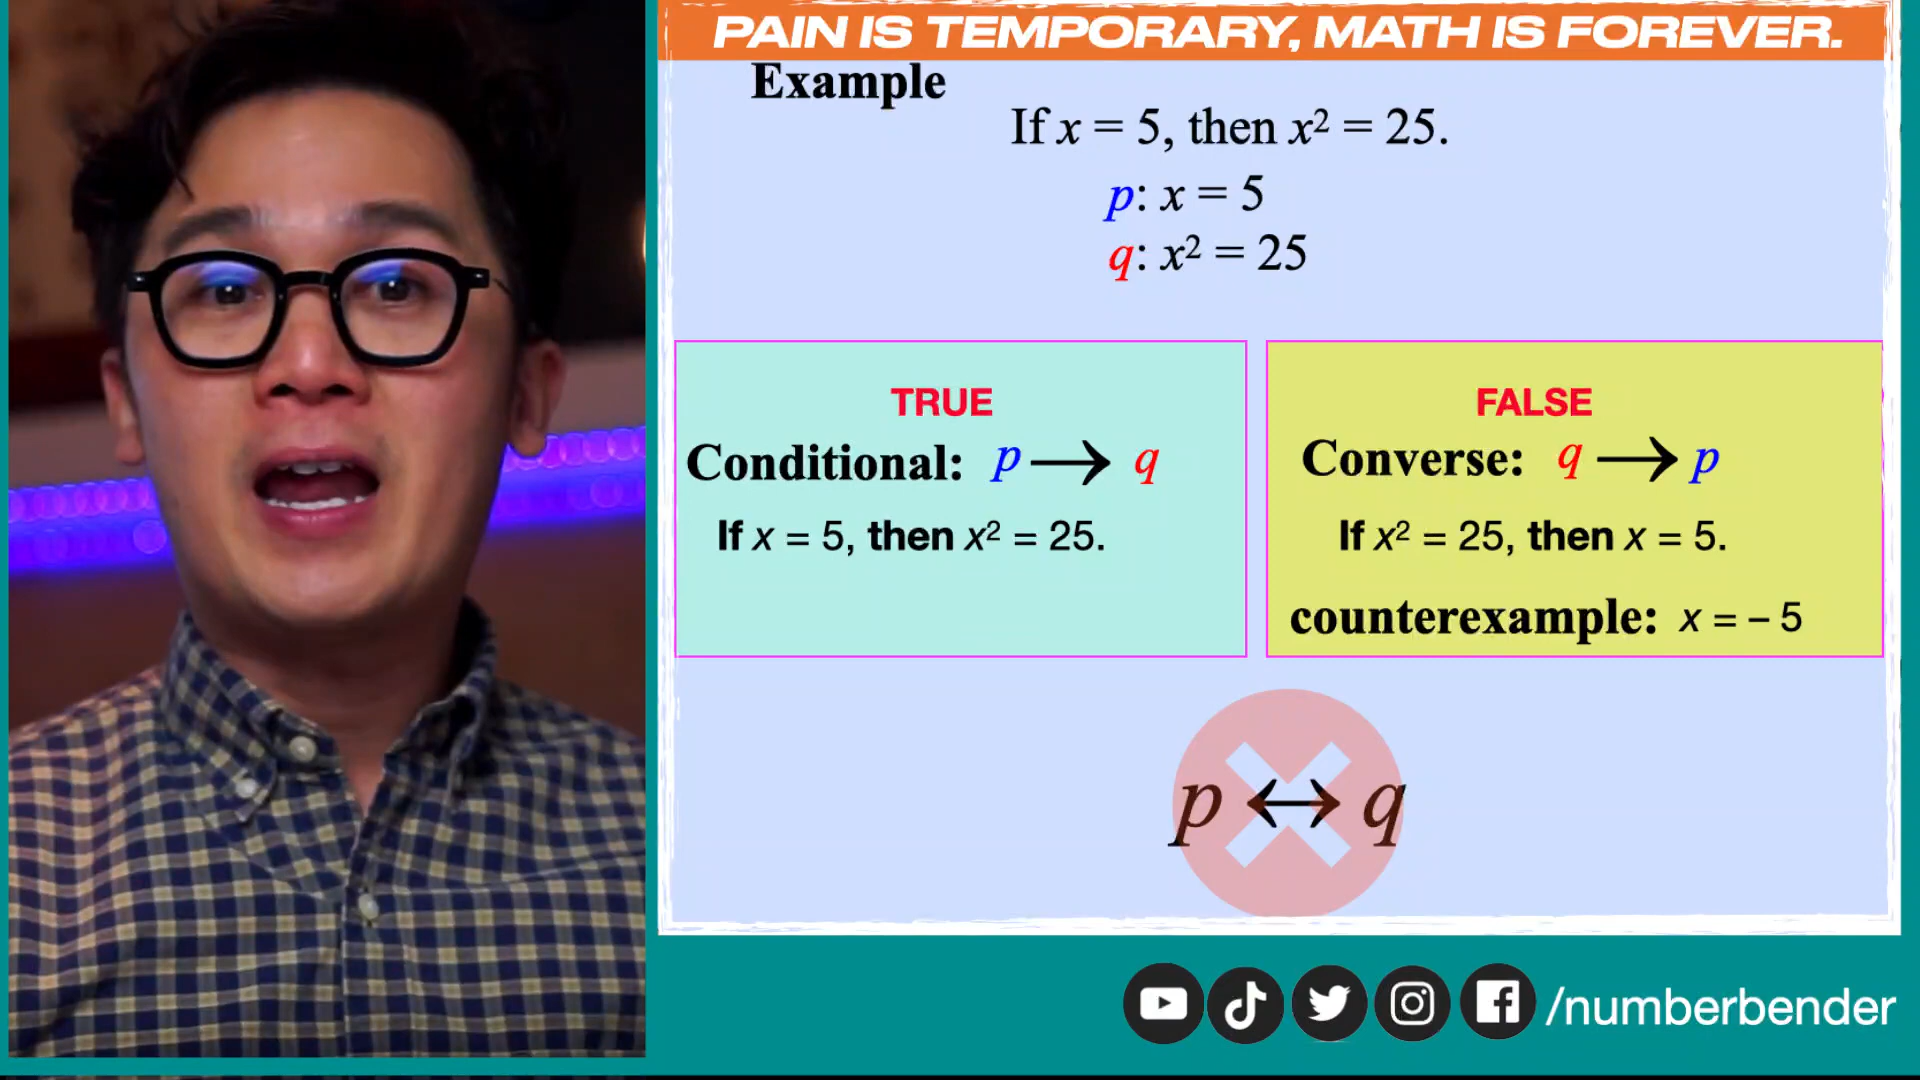 PAIN IS TEMPORARY, MATH IS FOREVER.
Example
If x = 5, then x² = 25.
p: x = 5
q: x² = 25
TRUE
Conditional: p → q
If x = 5, then x² = 25.
FALSE
Converse: q → p
If x² = 25, then x = 5.
counterexample: x = – 5
p ↔ q
/numberbender